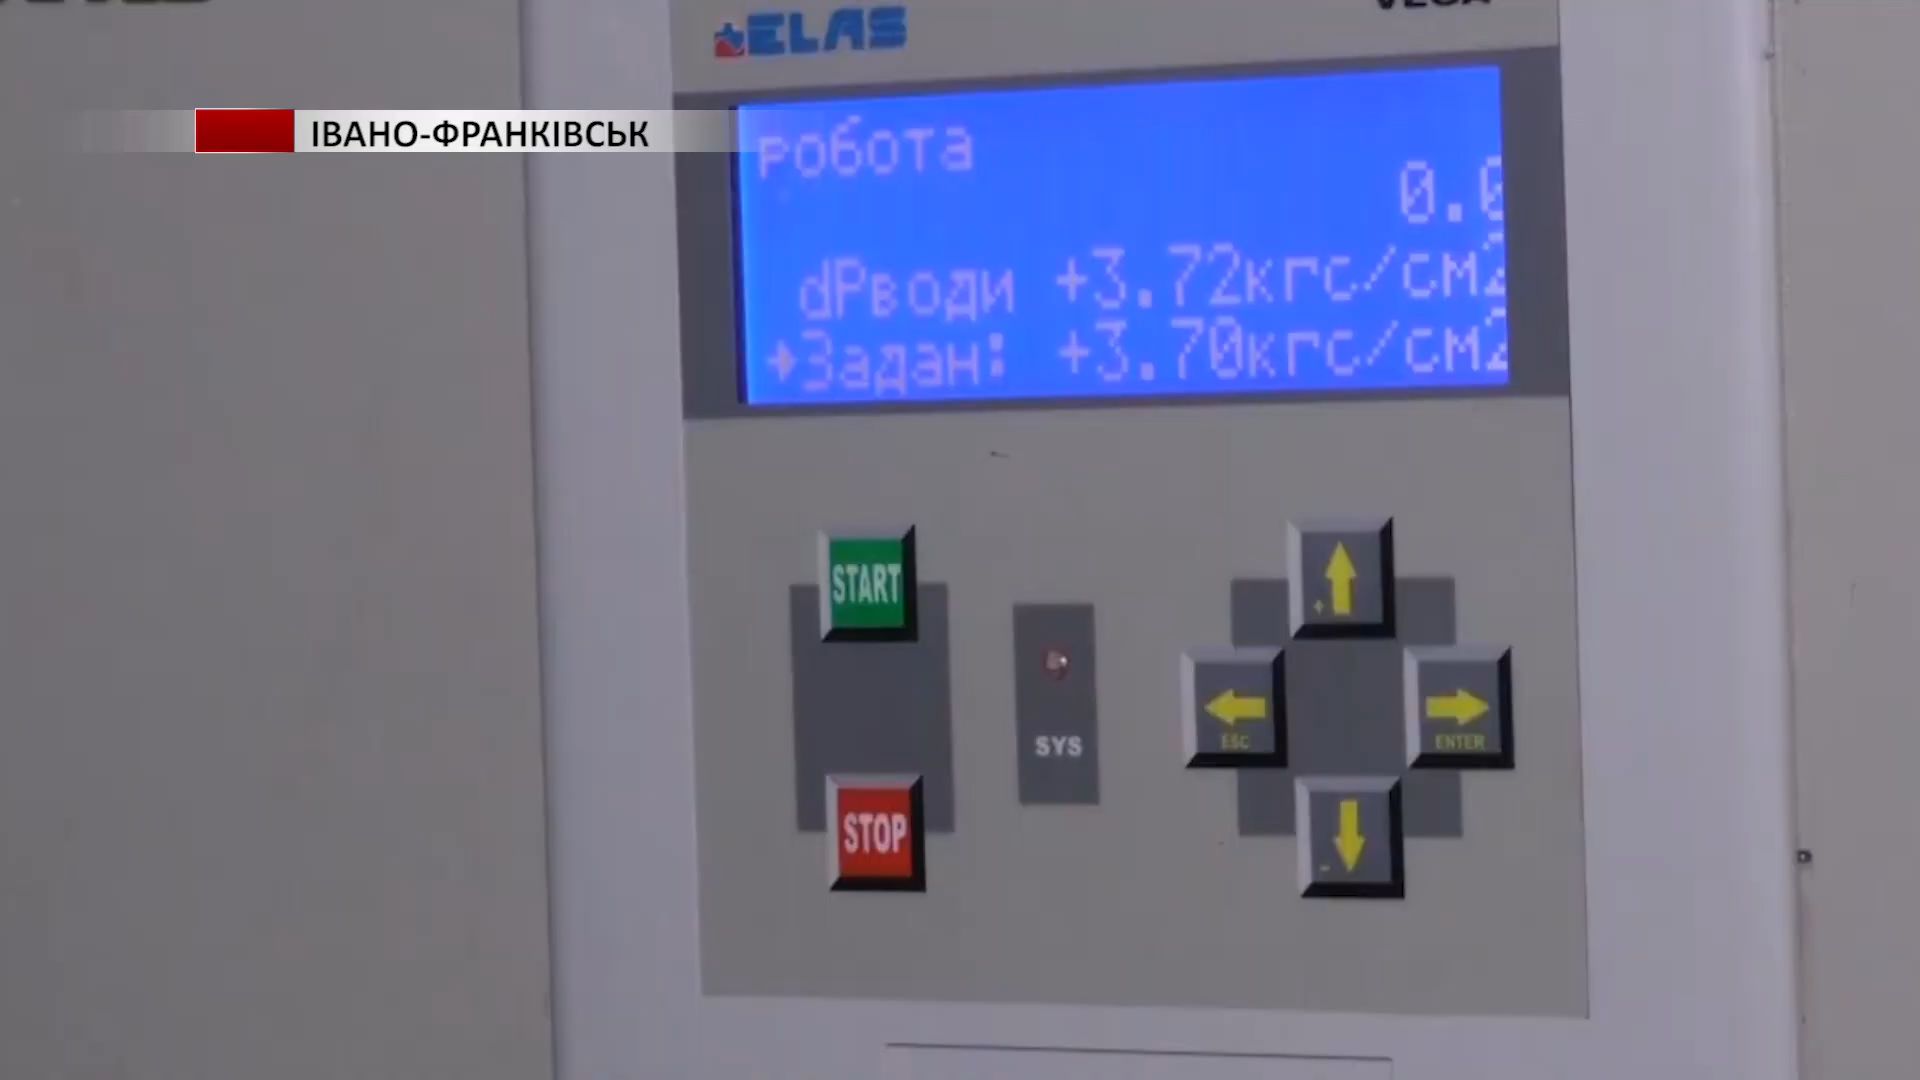 ELAS
VEGA
ІВАНО-ФРАНКІВСЬК
робота
0.0
dPводи +3.72кгс/см2
Задан: +3.70кгс/см2
START
+
SYS
ESC
ENTER
STOP
-